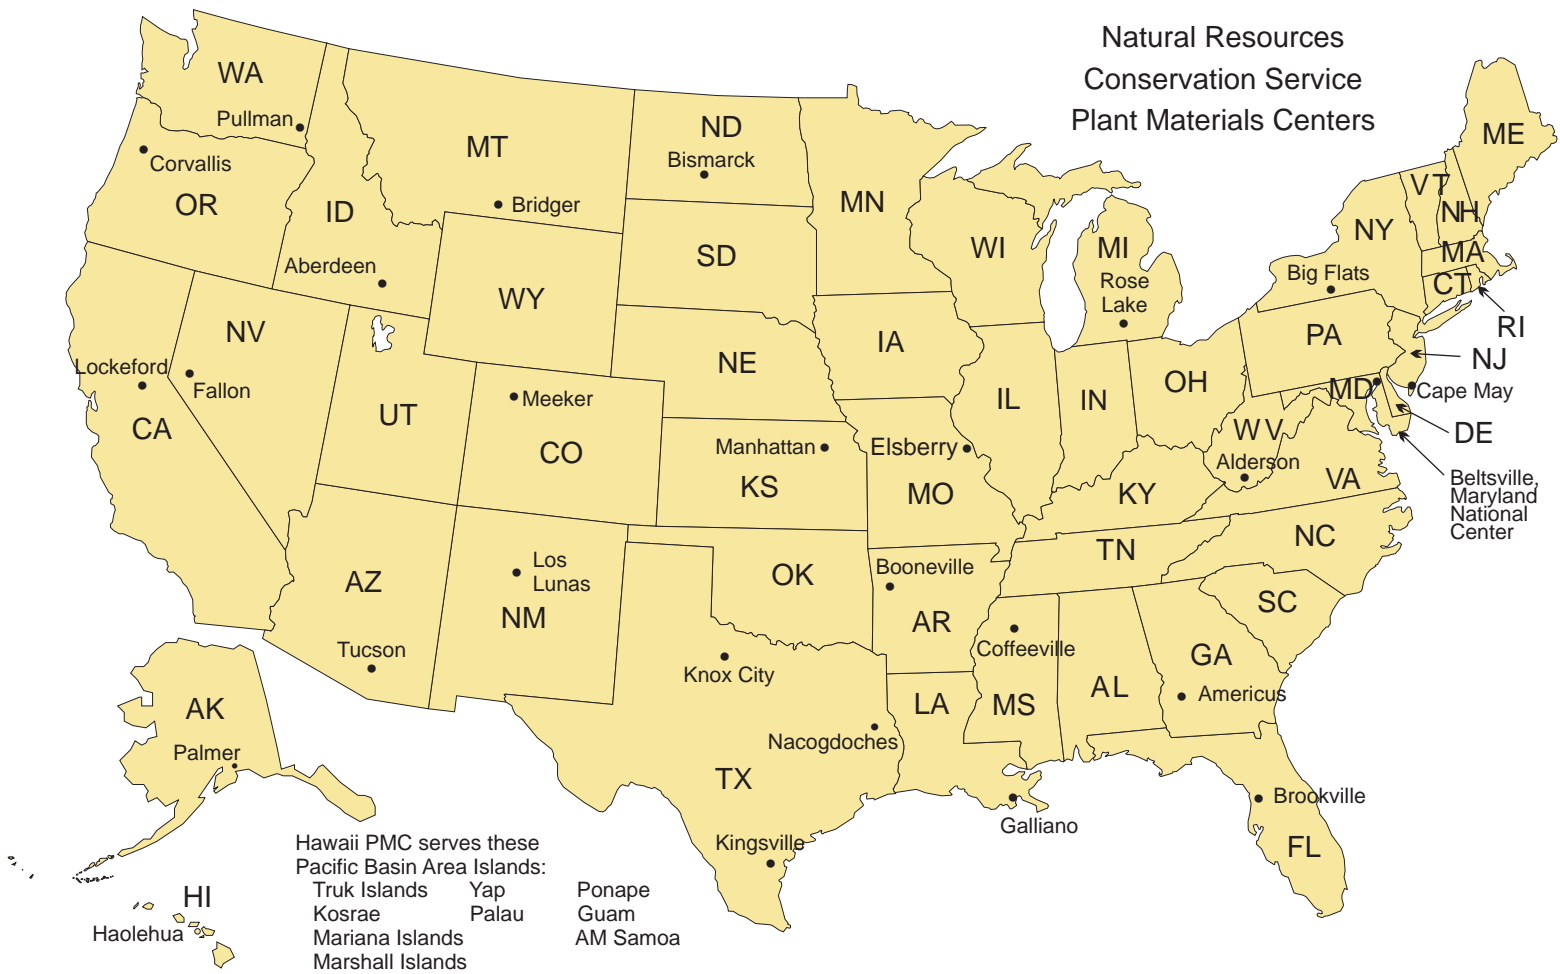 Natural Resources
Conservation Service
Plant Materials Centers
WA
Pullman
Corvallis
OR
ID
Aberdeen
MT
Bridger
ND
Bismarck
SD
MN
WI
MI
Rose
Lake
ME
VT
NH
NY
MA
Big Flats
CT
RI
PA
NJ
Cape May
MD
DE
Beltsville,
Maryland
National
Center
WY
NV
Lockeford
Fallon
CA
UT
Meeker
CO
NE
IA
IL
IN
OH
WV
Alderson
VA
Manhattan
KS
Elsberry
MO
KY
TN
NC
SC
AZ
Tucson
Los
Lunas
NM
OK
Booneville
AR
Coffeeville
MS
AL
GA
Americus
LA
Knox City
Nacogdoches
TX
Kingsville
Galliano
Brookville
FL
AK
Palmer
HI
Haolehua
Hawaii PMC serves these
Pacific Basin Area Islands:
Truk Islands Yap Ponape
Kosrae Palau Guam
Mariana Islands AM Samoa
Marshall Islands